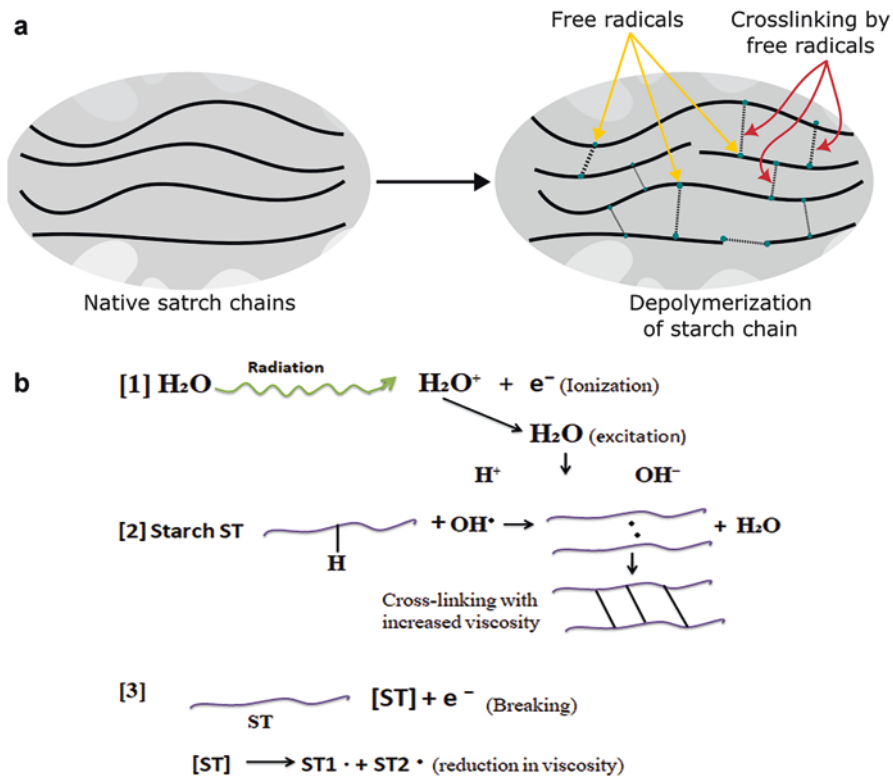 a
Free radicals
Crosslinking by
free radicals
Native satrch chains
Depolymerization
of starch chain
b
[1] H₂O Radiation H₂O⁺ + e⁻ (Ionization)
H₂O (excitation)
H⁺ OH⁻
[2] Starch ST + OH• → + H₂O
H
Cross-linking with
increased viscosity
[3] [ST] + e⁻ (Breaking)
ST
[ST] → ST1 · + ST2 • (reduction in viscosity)